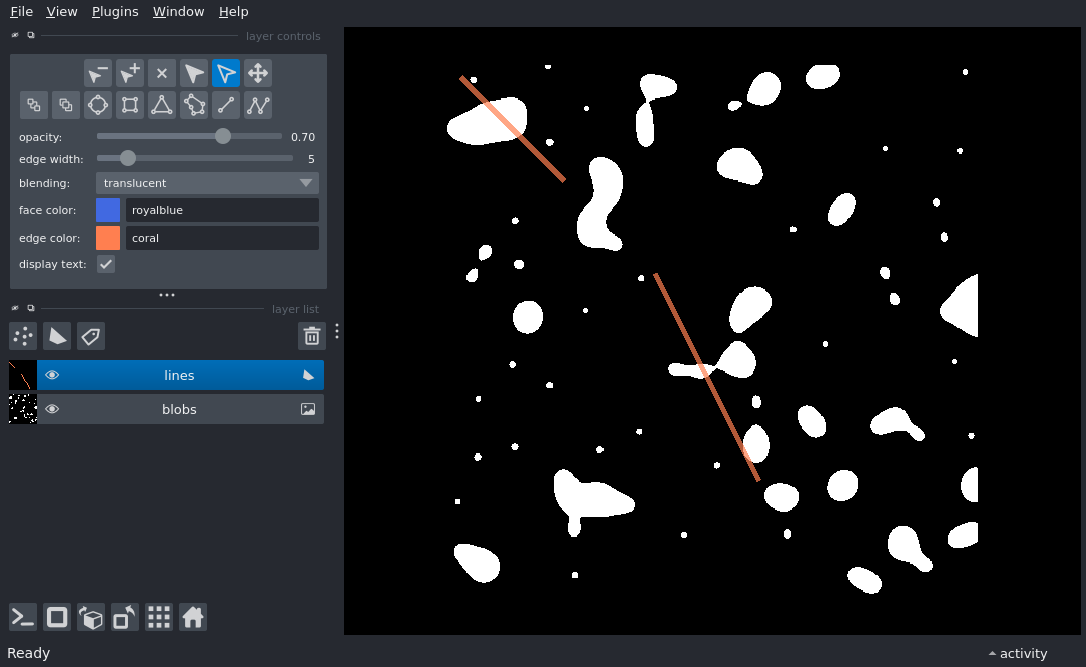 File View Plugins Window Help
layer controls
opacity: 0.70
edge width: 5
blending: translucent
face color: royalblue
edge color: coral
display text:
layer list
lines
blobs
Ready activity